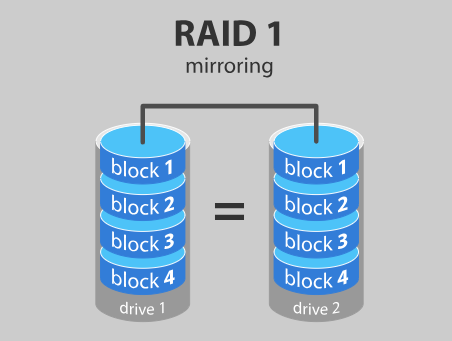 RAID 1
mirroring
block 1
block 2
block 3
block 4
drive 1
=
block 1
block 2
block 3
block 4
drive 2